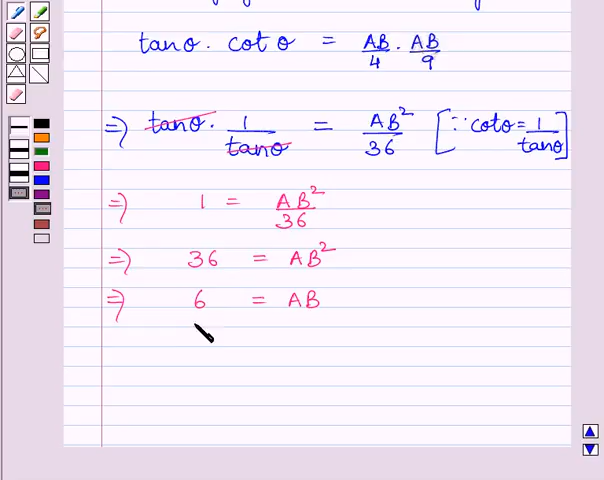 tanθ . cotθ = AB/4 . AB/9
⇒ tanθ . 1/tanθ = AB²/36 [∵ cotθ = 1/tanθ]
⇒ 1 = AB²/36
⇒ 36 = AB²
⇒ 6 = AB